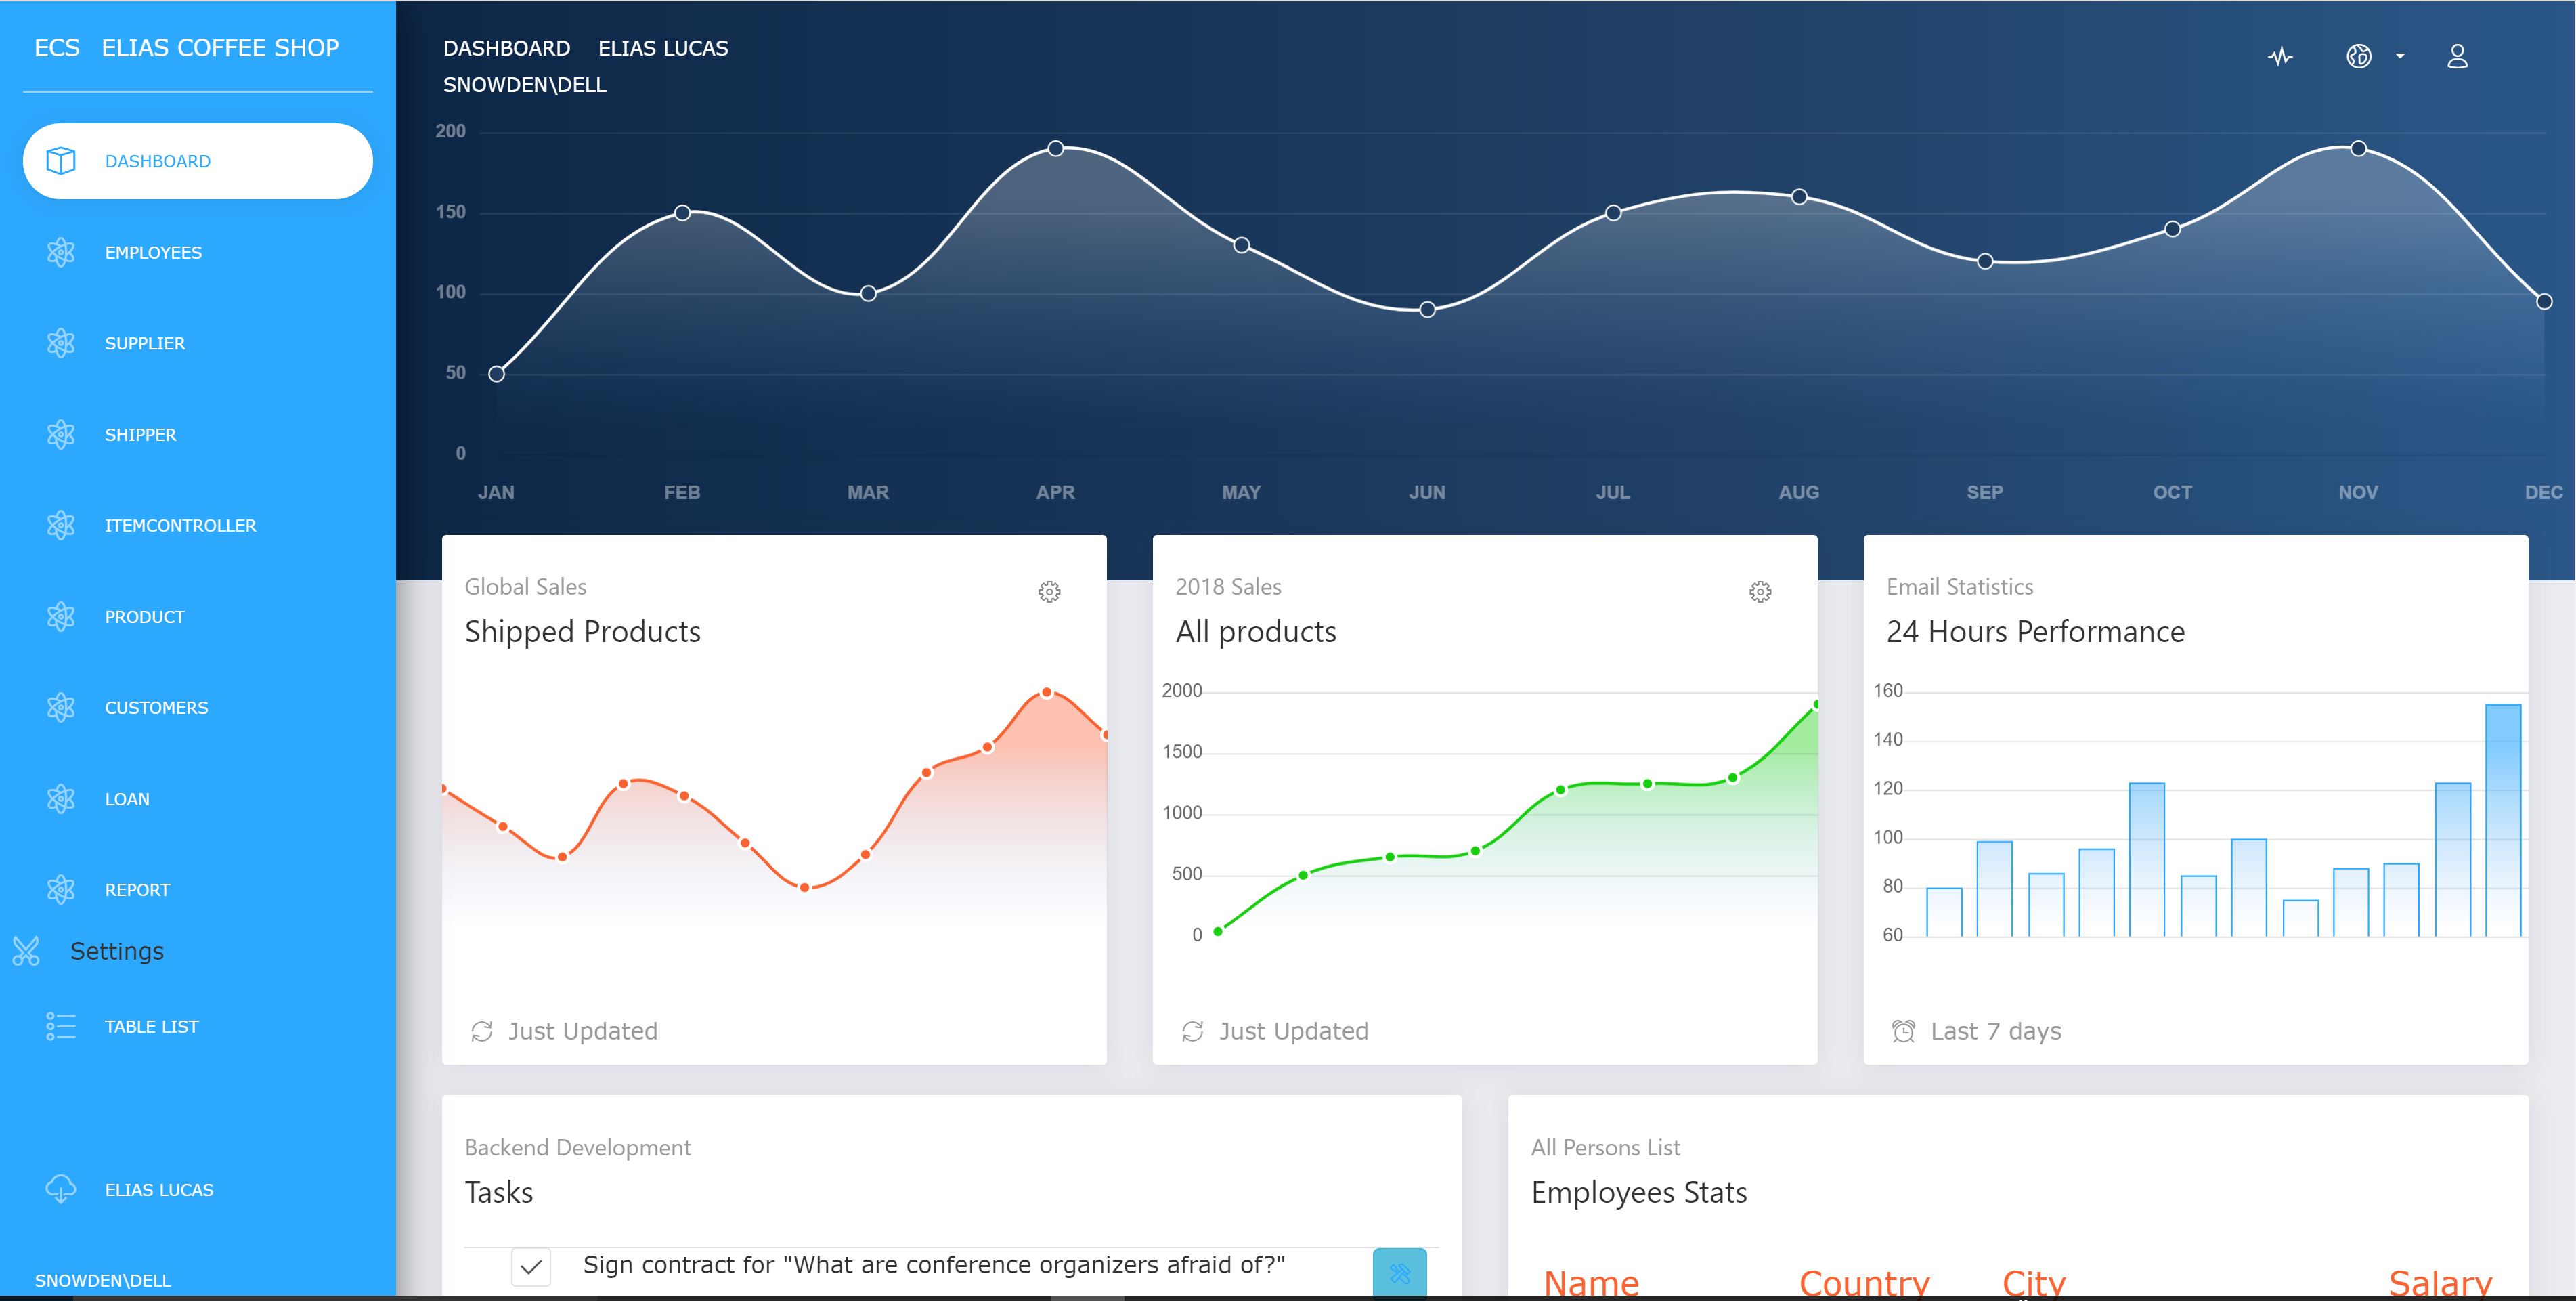 ECS ELIAS COFFEE SHOP
DASHBOARD
EMPLOYEES
SUPPLIER
SHIPPER
ITEMCONTROLLER
PRODUCT
CUSTOMERS
LOAN
REPORT
Settings
TABLE LIST
ELIAS LUCAS
SNOWDEN\DELL
DASHBOARD ELIAS LUCAS
SNOWDEN\DELL
200
150
100
50
0
JAN FEB MAR APR MAY JUN JUL AUG SEP OCT NOV DEC
Global Sales
Shipped Products
Just Updated
2018 Sales
All products
2000
1500
1000
500
0
Just Updated
Email Statistics
24 Hours Performance
160
140
120
100
80
60
Last 7 days
Backend Development
Tasks
Sign contract for "What are conference organizers afraid of?"
All Persons List
Employees Stats
Name Country City Salary